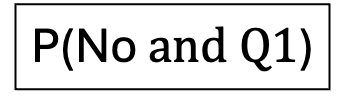 P(No and Q1)